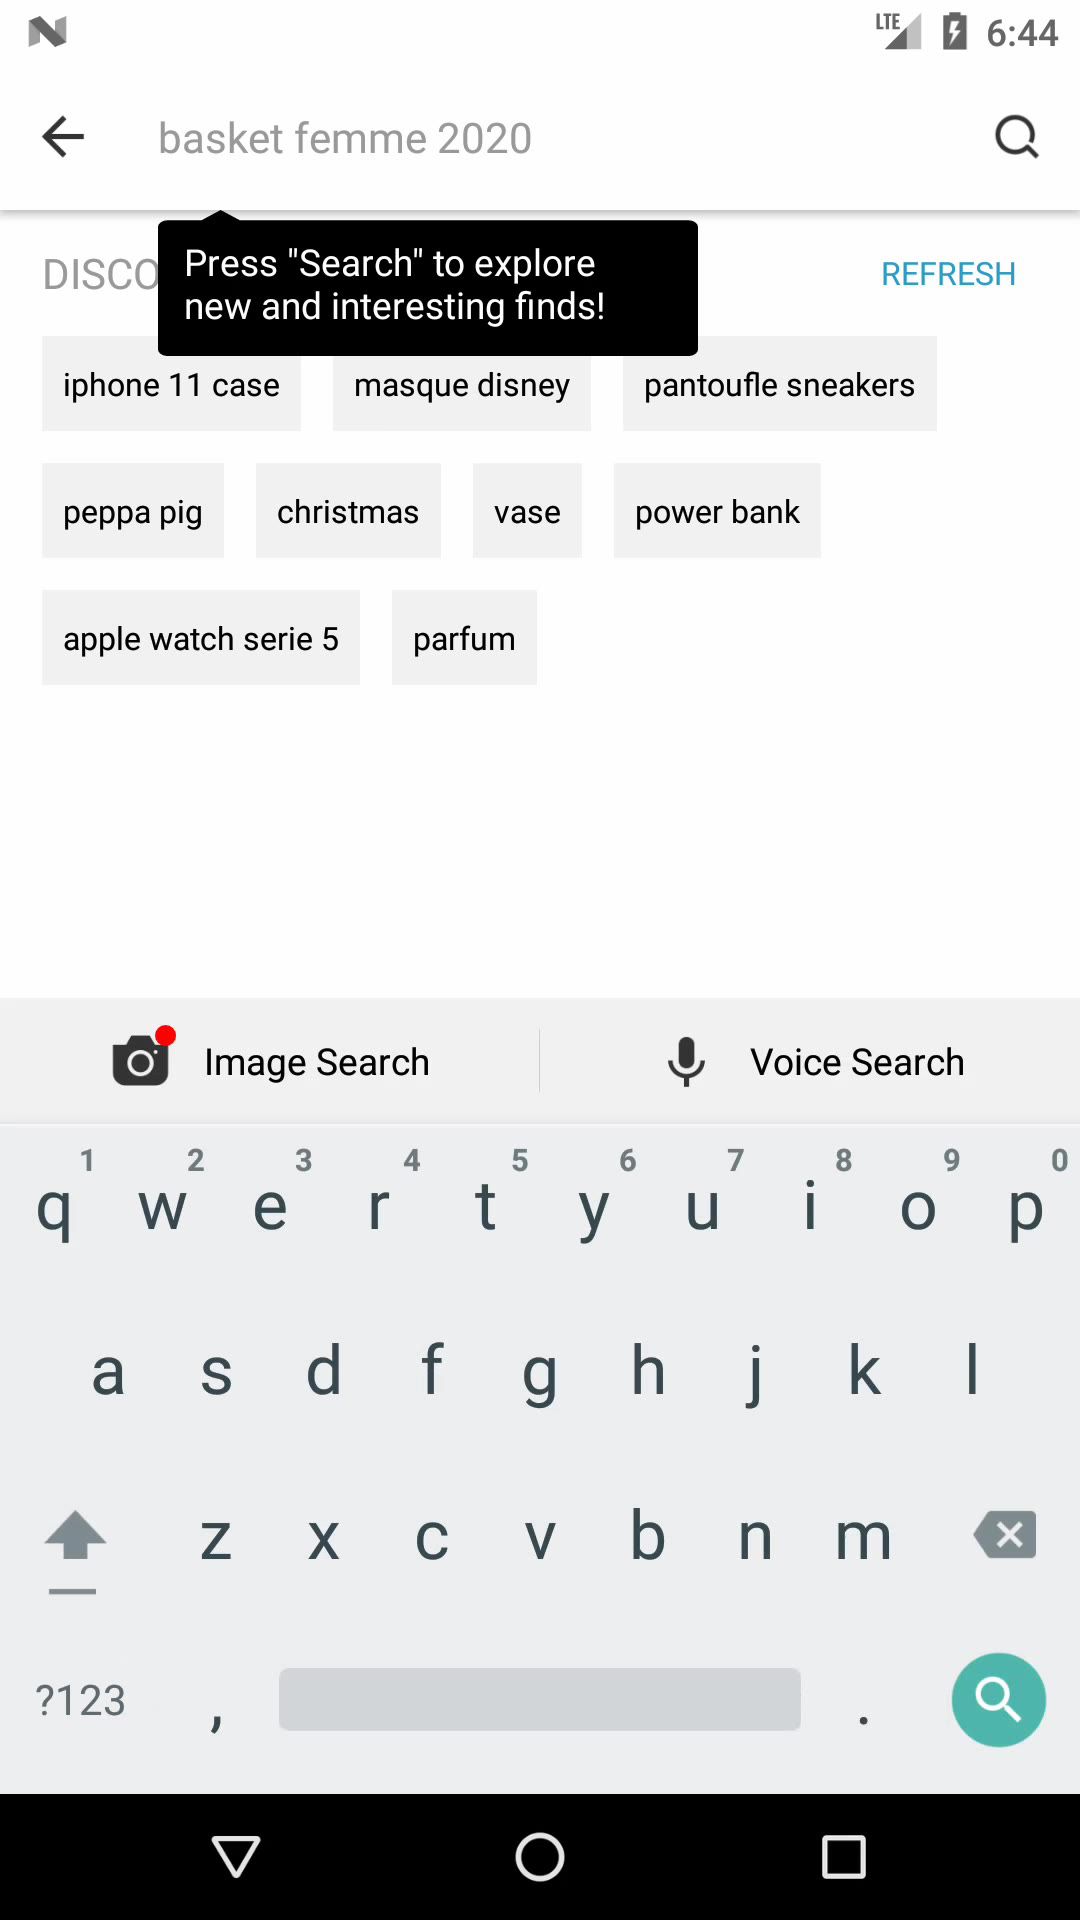 LTE 6:44
basket femme 2020
Press "Search" to explore
new and interesting finds!
DISCO
REFRESH
iphone 11 case masque disney pantoufle sneakers
peppa pig christmas vase power bank
apple watch serie 5 parfum
Image Search Voice Search
1 2 3 4 5 6 7 8 9 0
q w e r t y u i o p
a s d f g h j k l
z x c v b n m
?123 , .